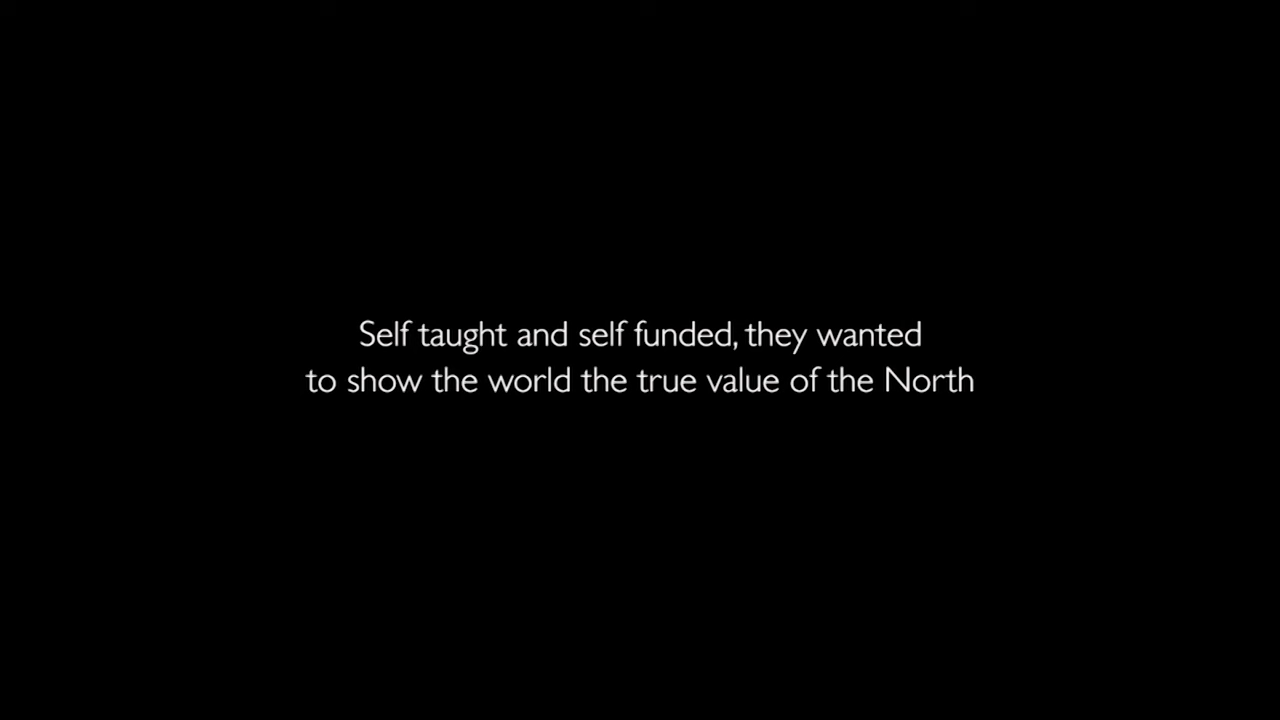 Self taught and self funded, they wanted
to show the world the true value of the North